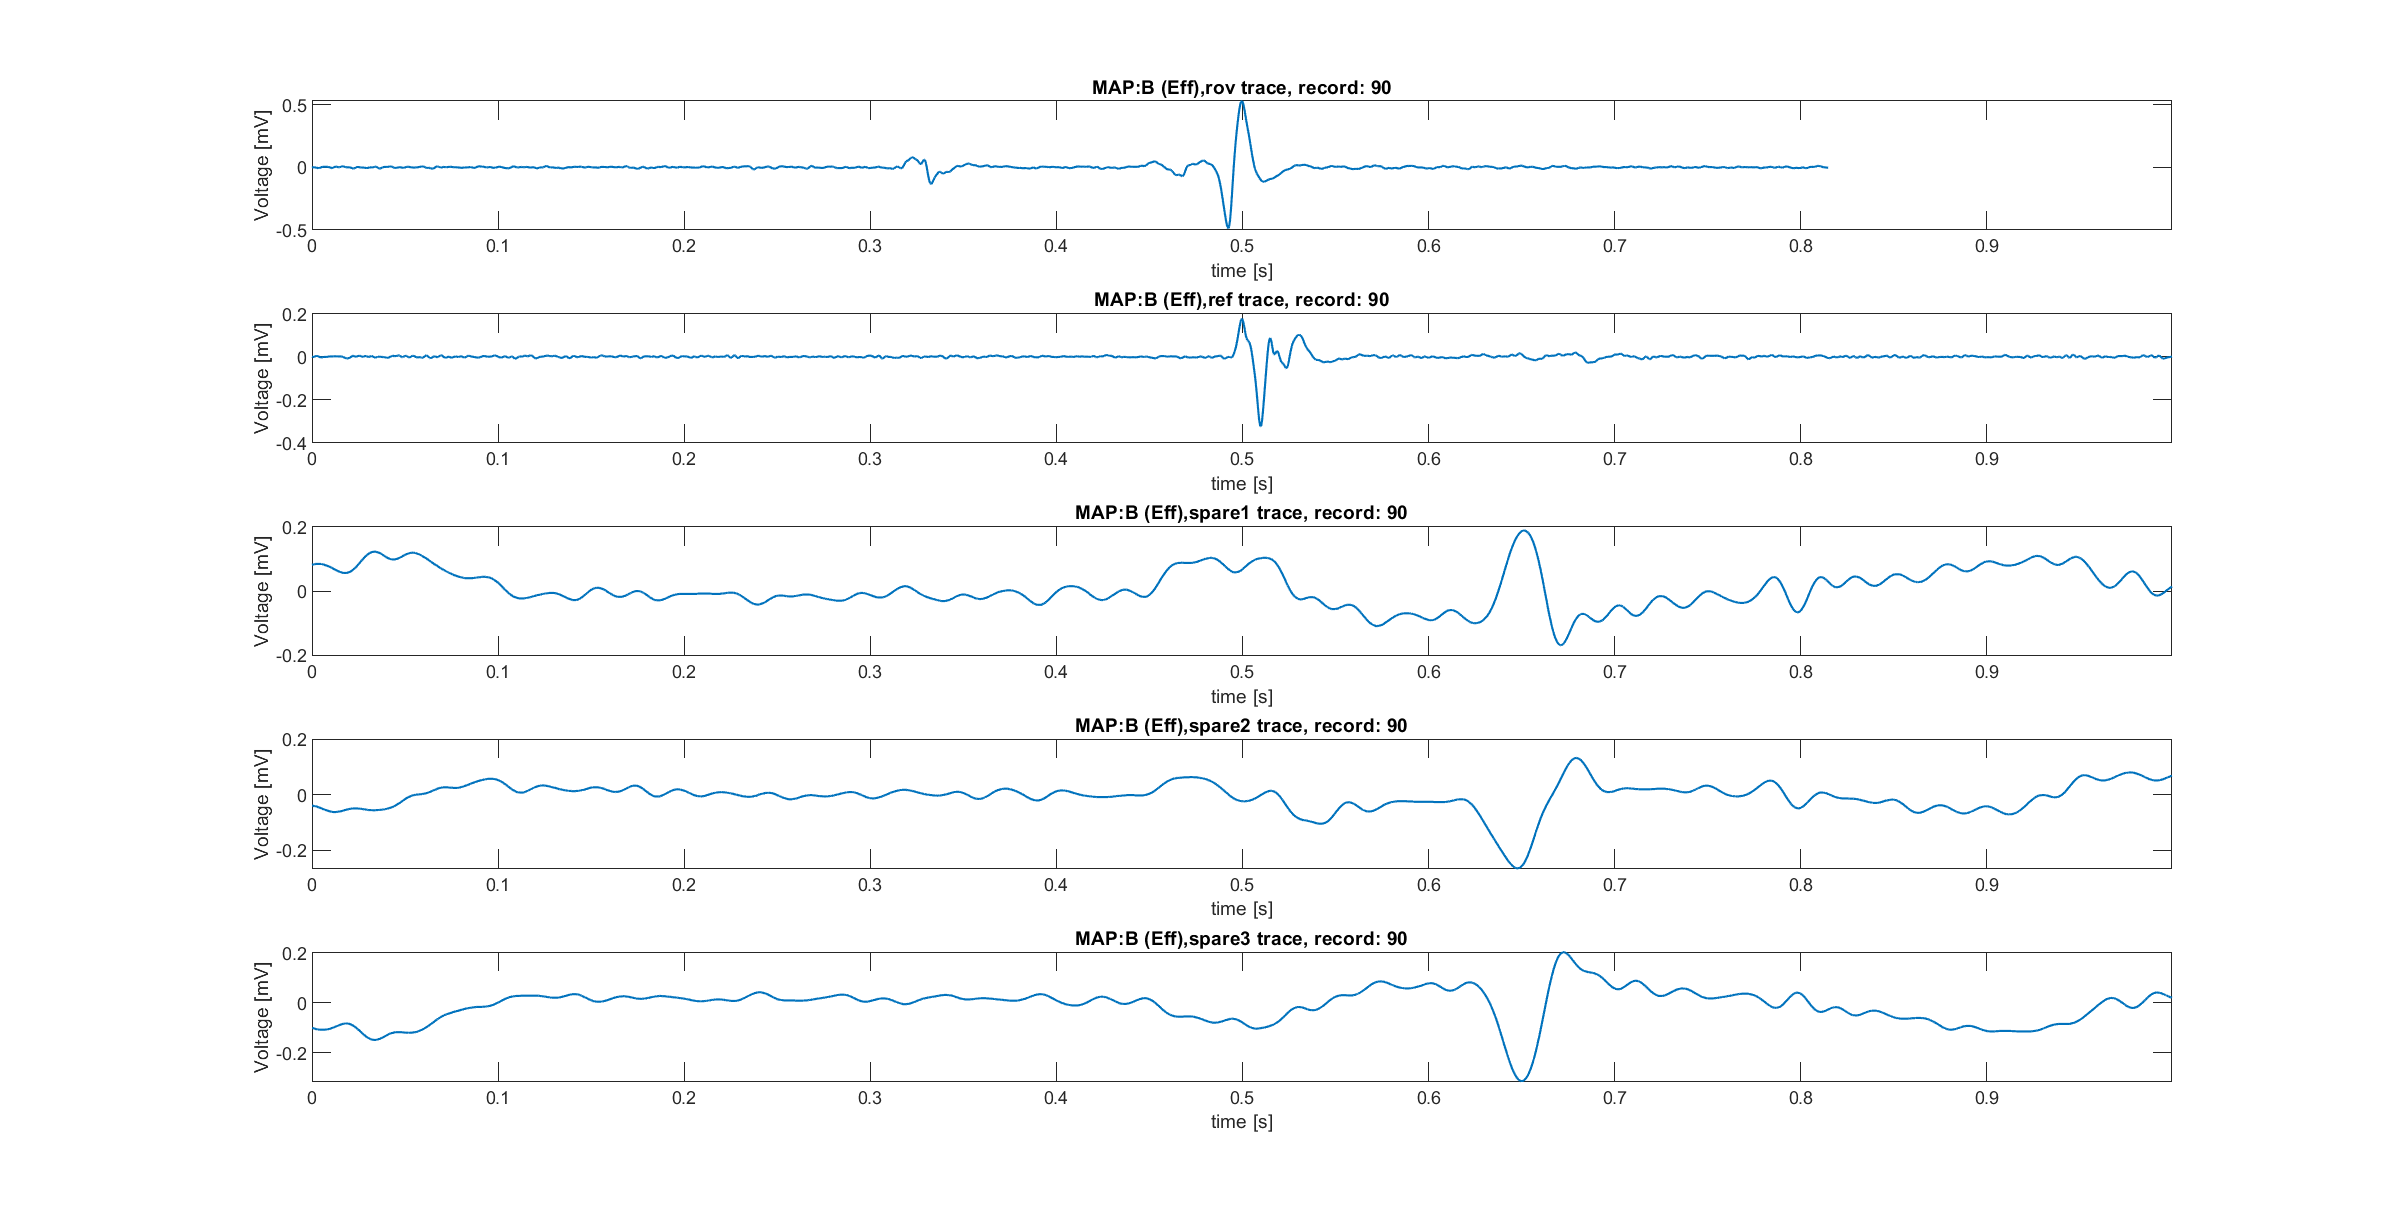 MAP:B (Eff),rov trace, record: 90
Voltage [mV]
0.5
0
-0.5
0 0.1 0.2 0.3 0.4 0.5 0.6 0.7 0.8 0.9
time [s]
MAP:B (Eff),ref trace, record: 90
Voltage [mV]
0.2
0
-0.2
-0.4
0 0.1 0.2 0.3 0.4 0.5 0.6 0.7 0.8 0.9
time [s]
MAP:B (Eff),spare1 trace, record: 90
Voltage [mV]
0.2
0
-0.2
0 0.1 0.2 0.3 0.4 0.5 0.6 0.7 0.8 0.9
time [s]
MAP:B (Eff),spare2 trace, record: 90
Voltage [mV]
0.2
0
-0.2
0 0.1 0.2 0.3 0.4 0.5 0.6 0.7 0.8 0.9
time [s]
MAP:B (Eff),spare3 trace, record: 90
Voltage [mV]
0.2
0
-0.2
0 0.1 0.2 0.3 0.4 0.5 0.6 0.7 0.8 0.9
time [s]